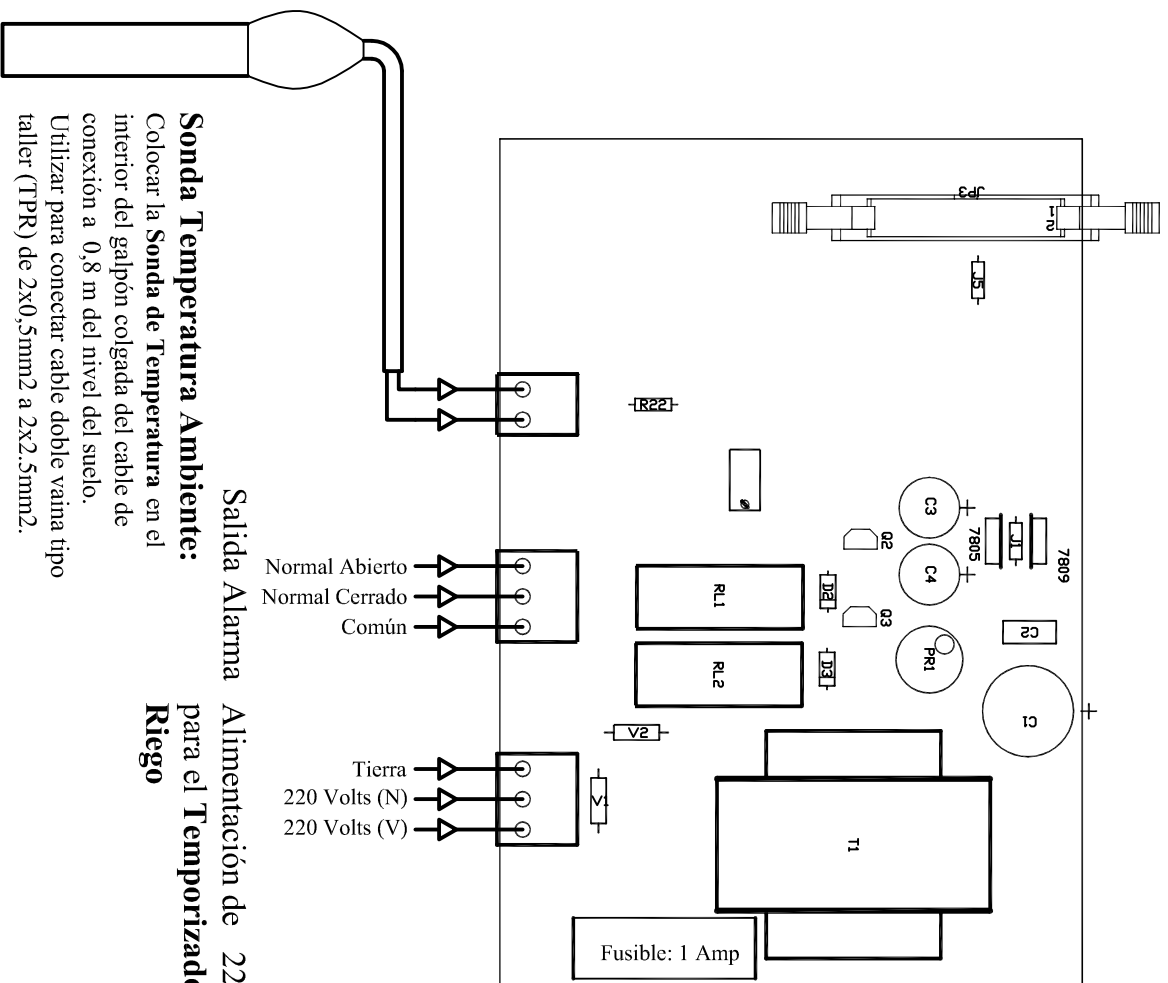 Sonda Temperatura Ambiente:
Colocar la Sonda de Temperatura en el
interior del galpón colgada del cable de
conexión a 0,8 m del nivel del suelo.
Utilizar para conectar cable doble vaina tipo
taller (TPR) de 2x0,5mm2 a 2x2.5mm2.
Salida Alarma
Normal Abierto
Normal Cerrado
Común
Alimentación de 22
para el Temporizado
Riego
Tierra
220 Volts (N)
220 Volts (V)
JP3
1-2
J5
R22
C3
7805
J1
7809
Q2
C4
RL1
D2
Q3
C2
PR1
RL2
D3
C1
V2
V1
T1
Fusible: 1 Amp